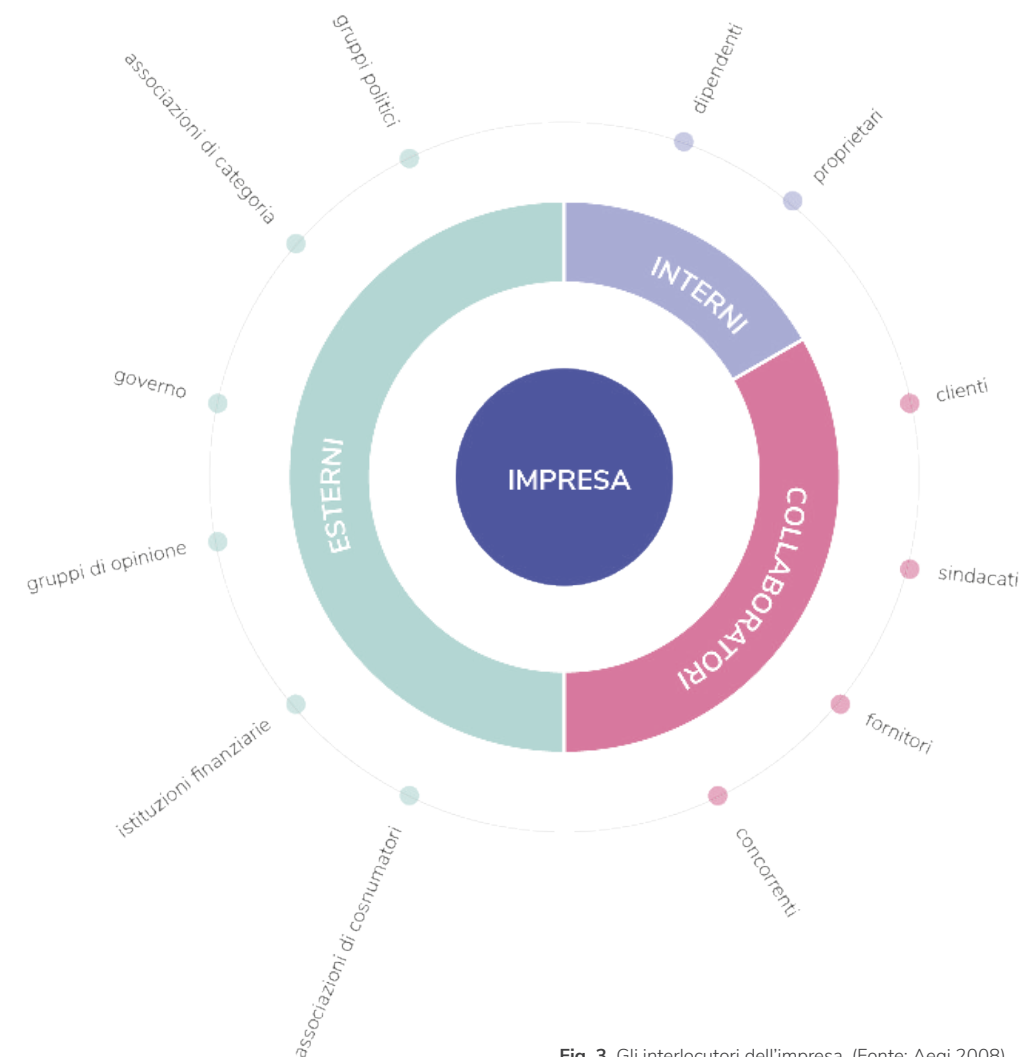 gruppi politici
dipendenti
associazioni di categoria
proprietari
INTERNI
governo
clienti
ESTERNI
IMPRESA
COLLABORATORI
gruppi di opinione
sindacati
istituzioni finanziarie
fornitori
associazioni di cosnumatori
concorrenti
Fig. 3. Gli interlocutori dell'impresa. (Fonte: Aegi 2008)